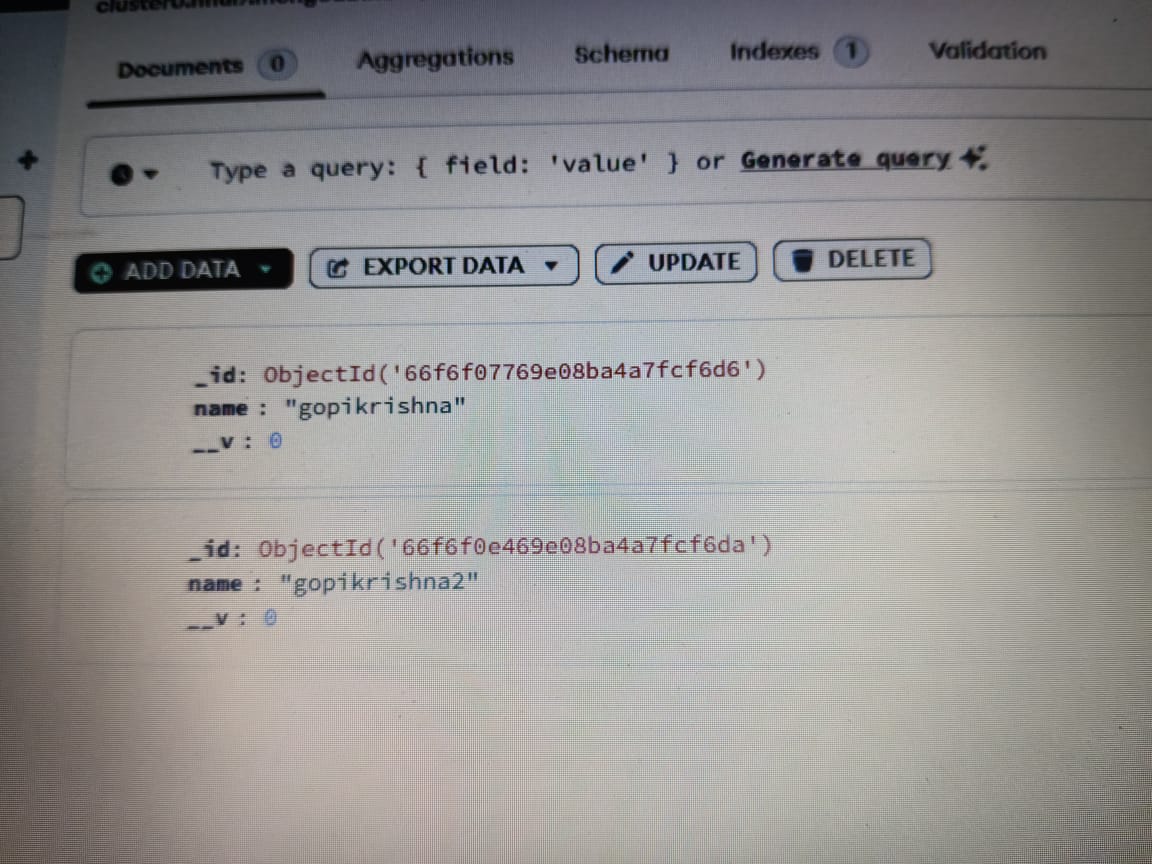 Documents 0 Aggregations Schema Indexes 1 Validation
Type a query: { field: 'value' } or Generate query
ADD DATA EXPORT DATA UPDATE DELETE
_id: ObjectId('66f6f07769e08ba4a7fcf6d6')
name : "gopikrishna"
__v : 0
_id: ObjectId('66f6f0e469e08ba4a7fcf6da')
name : "gopikrishna2"
__v : 0